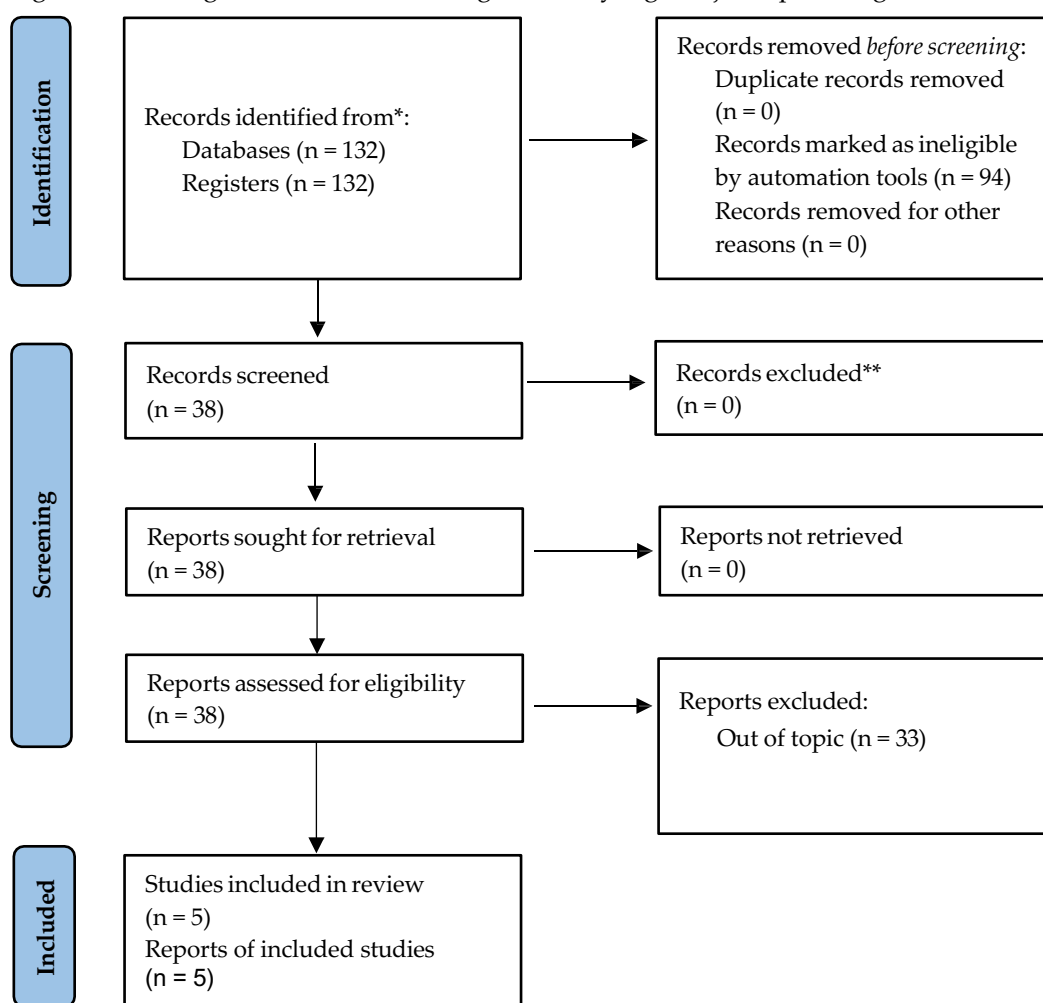 Identification
Records identified from*:
Databases (n = 132)
Registers (n = 132)
Records removed before screening:
Duplicate records removed
(n = 0)
Records marked as ineligible
by automation tools (n = 94)
Records removed for other
reasons (n = 0)
Screening
Records screened
(n = 38)
Records excluded**
(n = 0)
Reports sought for retrieval
(n = 38)
Reports not retrieved
(n = 0)
Reports assessed for eligibility
(n = 38)
Reports excluded:
Out of topic (n = 33)
Included
Studies included in review
(n = 5)
Reports of included studies
(n = 5)